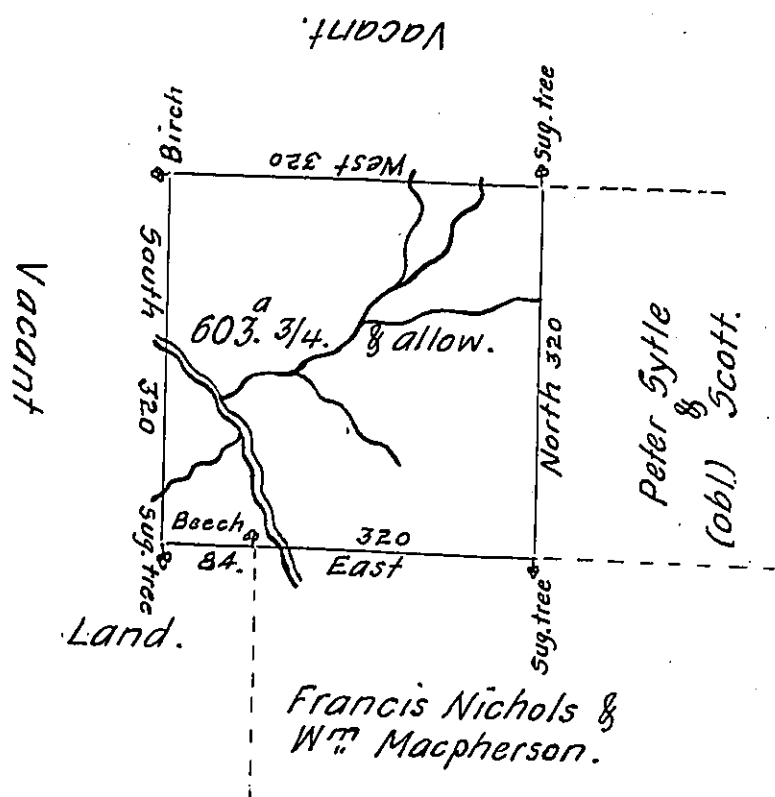 Vacant.
Birch
West 320
Sug. tree
South 320
Vacant
603.ᵃ 3/4. & allow.
North 320
Peter Sytle
&
(obl) Scott.
Sug. tree
Beech
84.
320
East
Sug. tree
Land.
Francis Nichols &
Wm Macpherson.